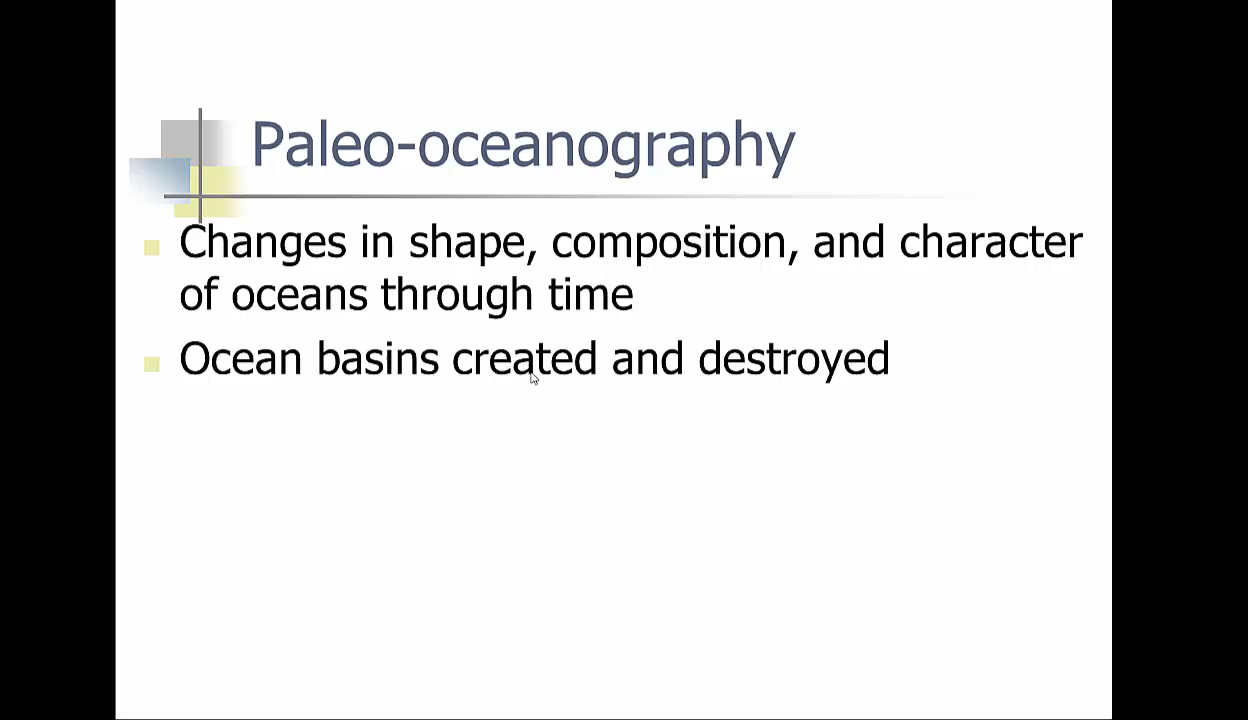 Paleo-oceanography
Changes in shape, composition, and character
of oceans through time
Ocean basins created and destroyed